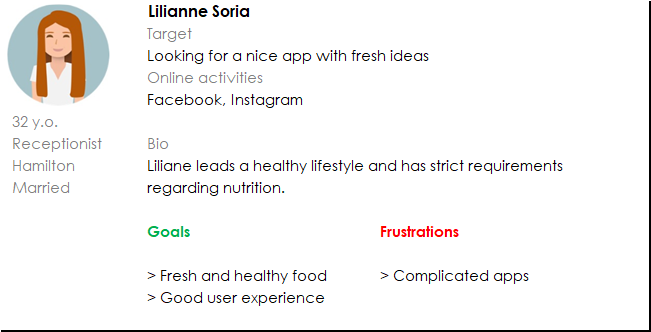 Lilianne Soria
Target
Looking for a nice app with fresh ideas
Online activities
Facebook, Instagram
32 y.o.
Receptionist
Hamilton
Married
Bio
Liliane leads a healthy lifestyle and has strict requirements
regarding nutrition.
Goals
> Fresh and healthy food
> Good user experience
Frustrations
> Complicated apps